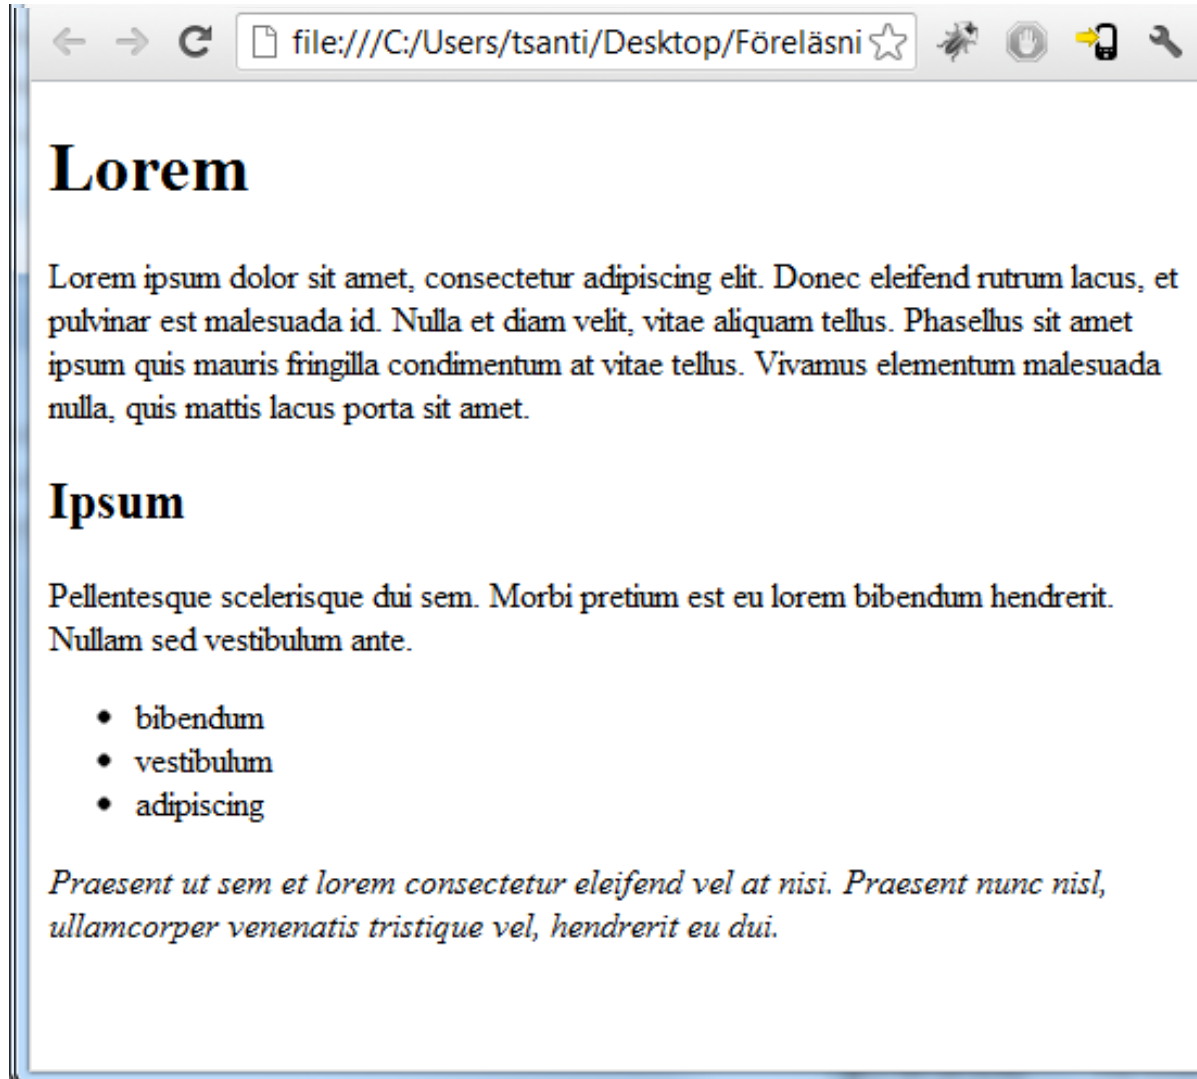 file:///C:/Users/tsanti/Desktop/Föreläsni
Lorem
Lorem ipsum dolor sit amet, consectetur adipiscing elit. Donec eleifend rutrum lacus, et
pulvinar est malesuada id. Nulla et diam velit, vitae aliquam tellus. Phasellus sit amet
ipsum quis mauris fringilla condimentum at vitae tellus. Vivamus elementum malesuada
nulla, quis mattis lacus porta sit amet.
Ipsum
Pellentesque scelerisque dui sem. Morbi pretium est eu lorem bibendum hendrerit.
Nullam sed vestibulum ante.
• bibendum
• vestibulum
• adipiscing
Praesent ut sem et lorem consectetur eleifend vel at nisi. Praesent nunc nisl,
ullamcorper venenatis tristique vel, hendrerit eu dui.